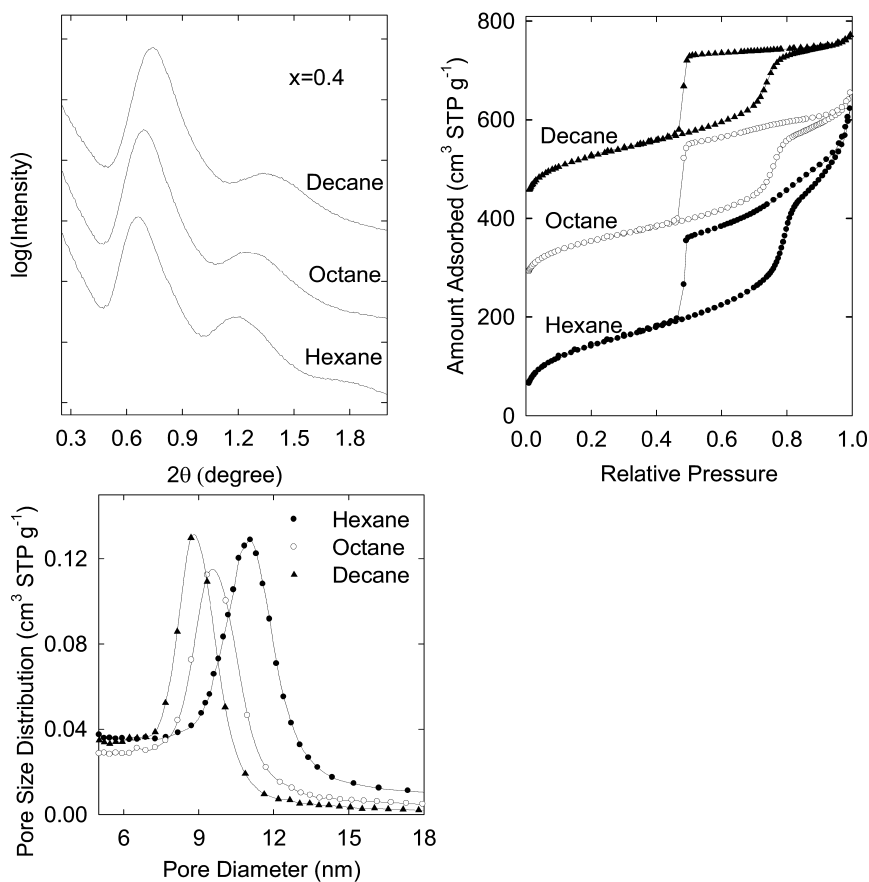 log(Intensity)
x=0.4
Decane
Octane
Hexane
0.3 0.6 0.9 1.2 1.5 1.8
2θ (degree)
Amount Adsorbed (cm³ STP g⁻¹)
800
600
400
200
0
Decane
Octane
Hexane
0.0 0.2 0.4 0.6 0.8 1.0
Relative Pressure
Pore Size Distribution (cm³ STP g⁻¹)
0.12
0.08
0.04
0.00
Hexane
Octane
Decane
6 9 12 15 18
Pore Diameter (nm)